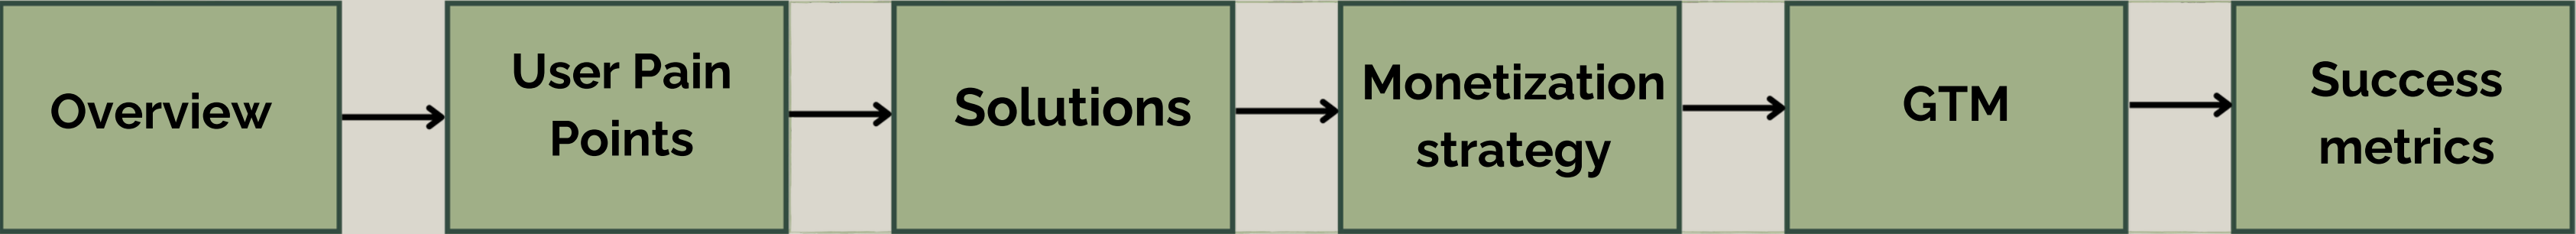 Overview
User Pain
Points
Solutions
Monetization
strategy
GTM
Success
metrics